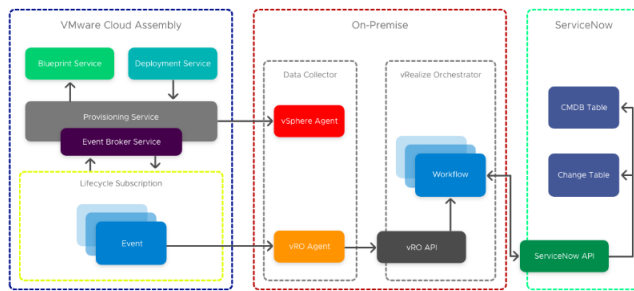 VMware Cloud Assembly
On-Premise
ServiceNow
Blueprint Service
Deployment Service
Provisioning Service
Event Broker Service
Lifecycle Subscription
Event
Data Collector
vSphere Agent
vRO Agent
vRealize Orchestrator
Workflow
vRO API
CMDB Table
Change Table
ServiceNow API